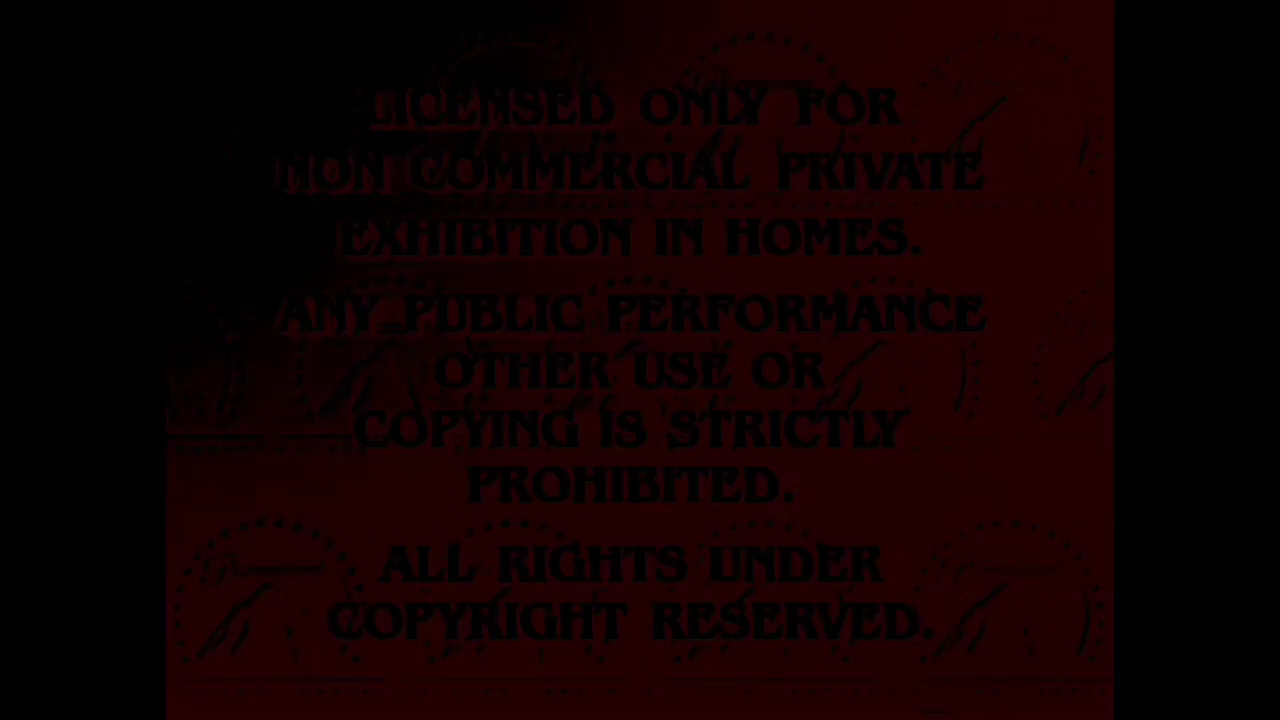 LICENSED ONLY FOR
NON COMMERCIAL PRIVATE
EXHIBITION IN HOMES.
ANY PUBLIC PERFORMANCE
OTHER USE OR
COPYING IS STRICTLY
PROHIBITED.
ALL RIGHTS UNDER
COPYRIGHT RESERVED.